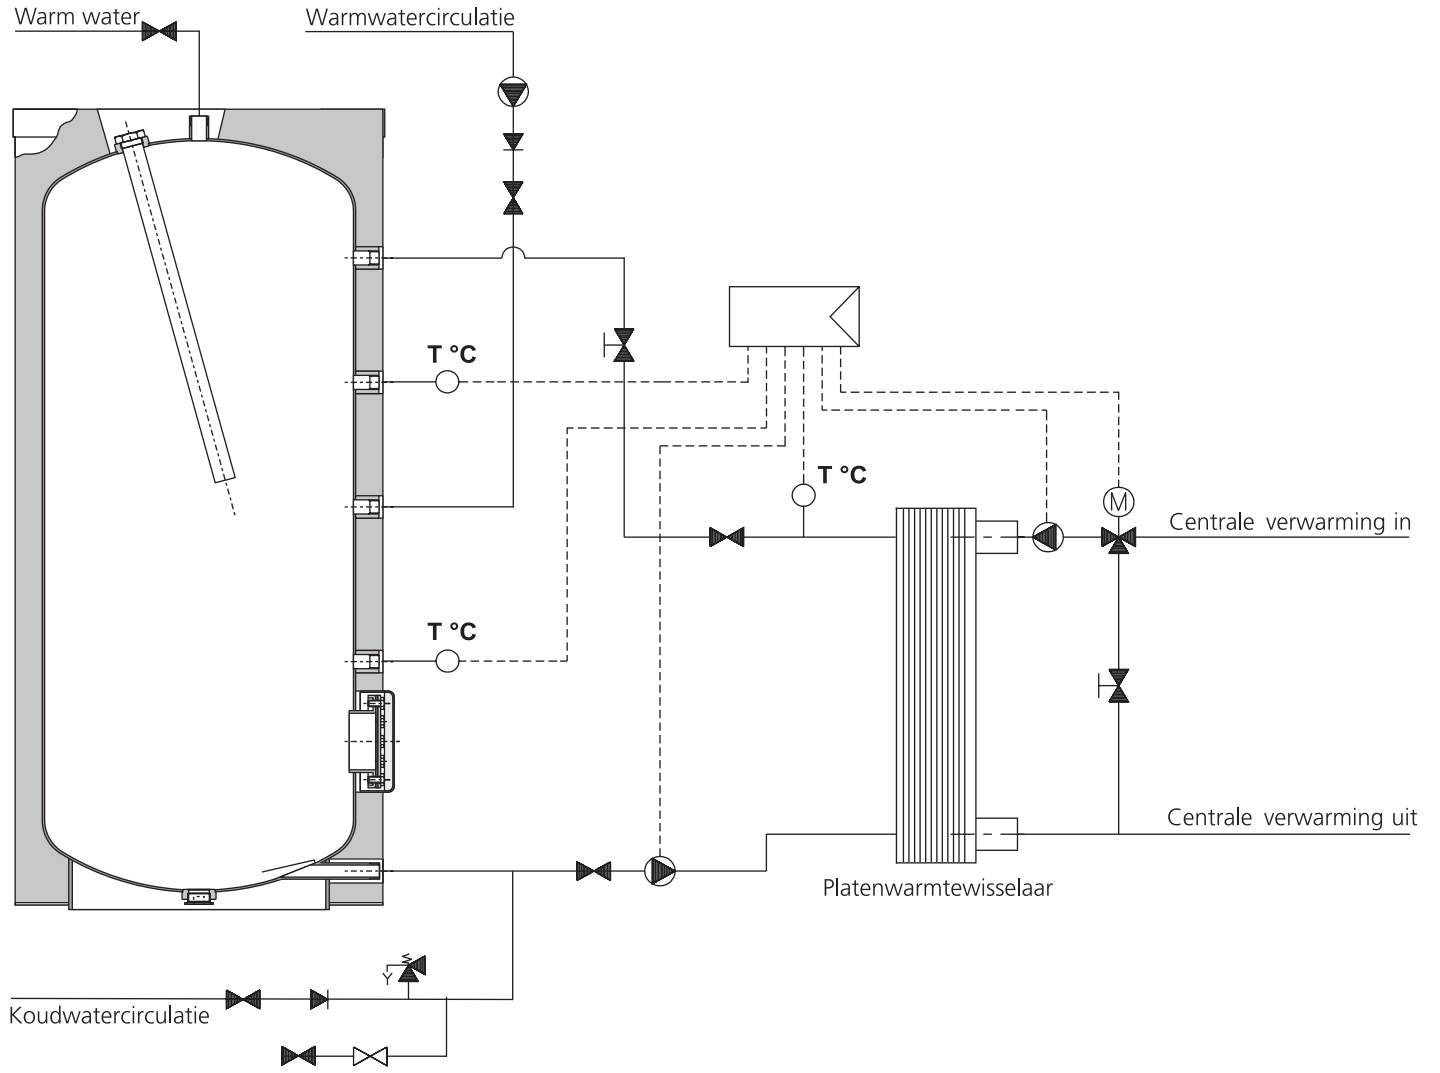 Warm water
Warmwatercirculatie
T °C
T °C
M
Centrale verwarming in
T °C
Centrale verwarming uit
Platenwarmtewisselaar
Koudwatercirculatie